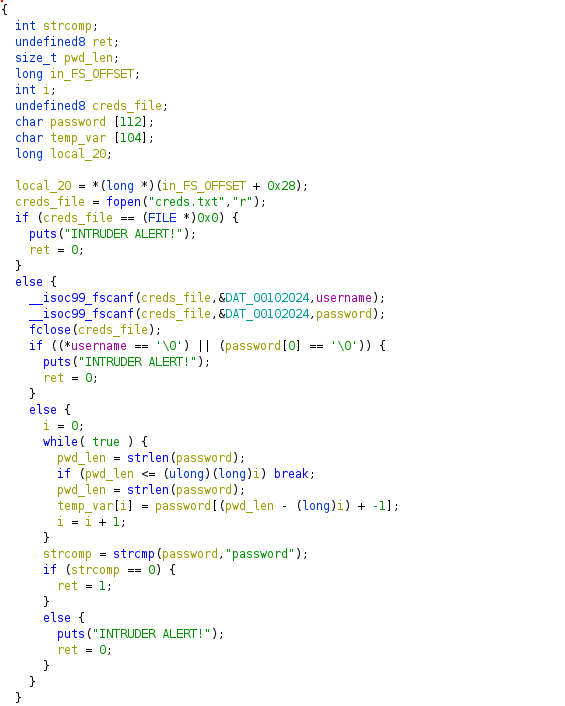 {
int strcomp;
undefined8 ret;
size_t pwd_len;
long in_FS_OFFSET;
int i;
undefined8 creds_file;
char password [112];
char temp_var [104];
long local_20;
local_20 = *(long *)(in_FS_OFFSET + 0x28);
creds_file = fopen("creds.txt","r");
if (creds_file == (FILE *)0x0) {
puts("INTRUDER ALERT!");
ret = 0;
}
else {
__isoc99_fscanf(creds_file,&DAT_00102024,username);
__isoc99_fscanf(creds_file,&DAT_00102024,password);
fclose(creds_file);
if ((*username == '\0') || (password[0] == '\0')) {
puts("INTRUDER ALERT!");
ret = 0;
}
else {
i = 0;
while( true ) {
pwd_len = strlen(password);
if (pwd_len <= (ulong)(long)i) break;
pwd_len = strlen(password);
temp_var[i] = password[(pwd_len - (long)i) + -1];
i = i + 1;
}
strcomp = strcmp(password,"password");
if (strcomp == 0) {
ret = 1;
}
else {
puts("INTRUDER ALERT!");
ret = 0;
}
}
}